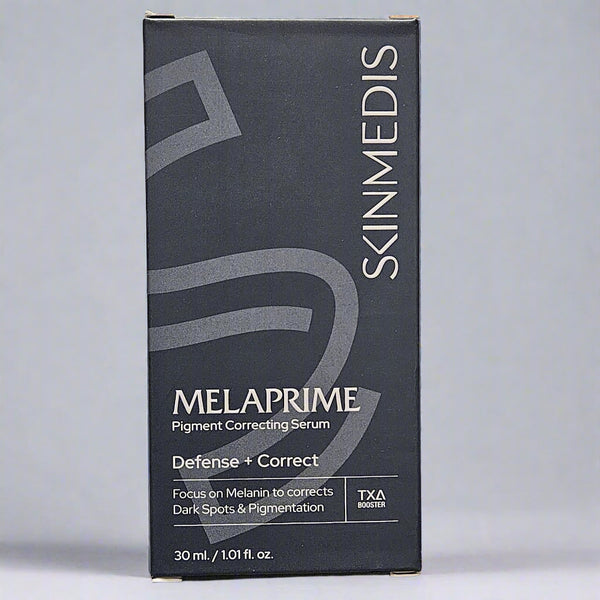 SKINMEDIS
MELAPRIME
Pigment Correcting Serum
Defense + Correct
Focus on Melanin to corrects
Dark Spots & Pigmentation
TXA
BOOSTER
30 ml. / 1.01 fl. oz.